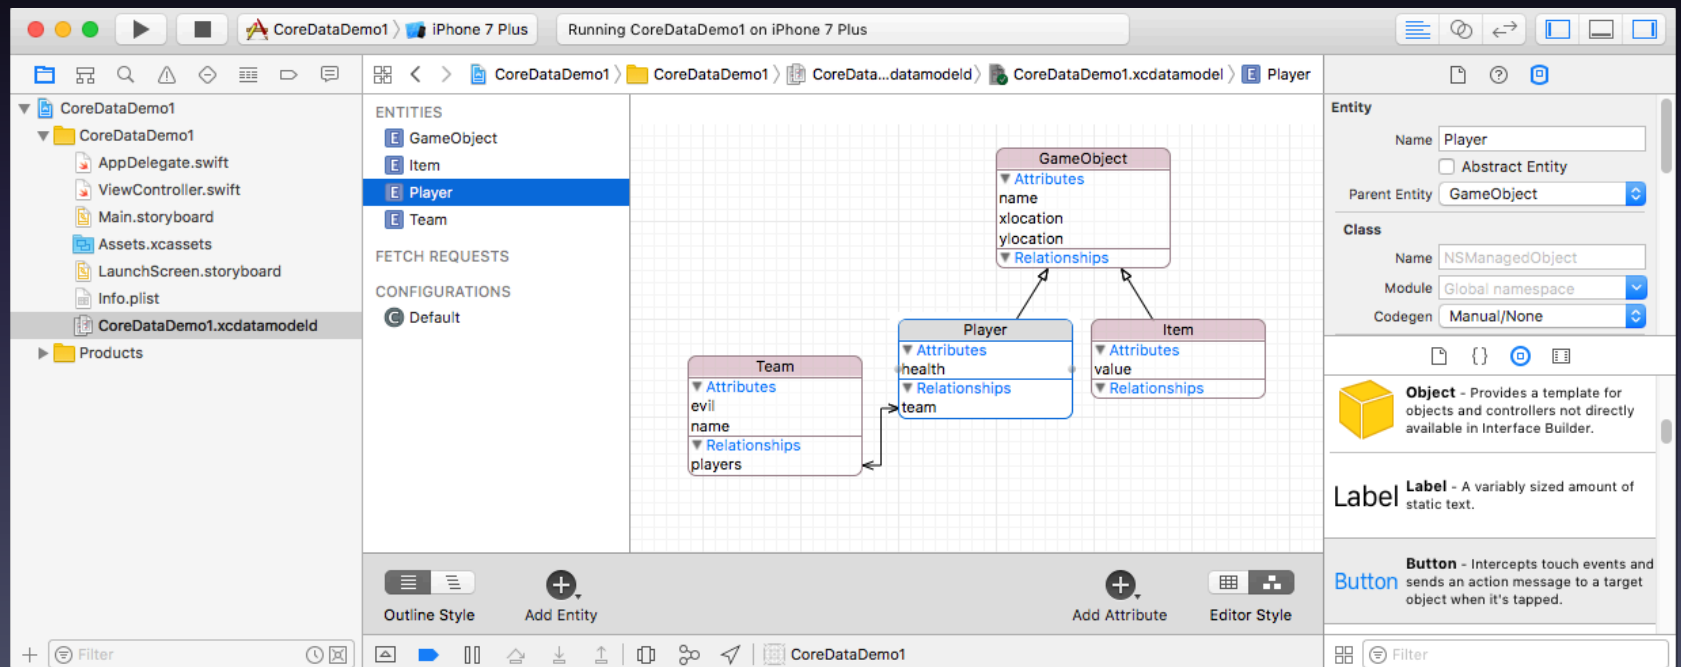 CoreDataDemo1 〉 iPhone 7 Plus
Running CoreDataDemo1 on iPhone 7 Plus
CoreDataDemo1 〉 CoreDataDemo1 〉 CoreData...datamodeld 〉 CoreDataDemo1.xcdatamodel 〉 E Player
CoreDataDemo1
CoreDataDemo1
AppDelegate.swift
ViewController.swift
Main.storyboard
Assets.xcassets
LaunchScreen.storyboard
Info.plist
CoreDataDemo1.xcdatamodeld
Products
Filter
ENTITIES
E GameObject
E Item
E Player
E Team
FETCH REQUESTS
CONFIGURATIONS
C Default
GameObject
Attributes
name
xlocation
ylocation
Relationships
Team
Attributes
evil
name
Relationships
players
Player
Attributes
health
Relationships
team
Item
Attributes
value
Relationships
Outline Style
Add Entity
Add Attribute
Editor Style
CoreDataDemo1
Entity
Name Player
Abstract Entity
Parent Entity GameObject
Class
Name NSManagedObject
Module Global namespace
Codegen Manual/None
{}
Object - Provides a template for
objects and controllers not directly
available in Interface Builder.
Label
Label - A variably sized amount of
static text.
Button
Button - Intercepts touch events and
sends an action message to a target
object when it's tapped.
Filter